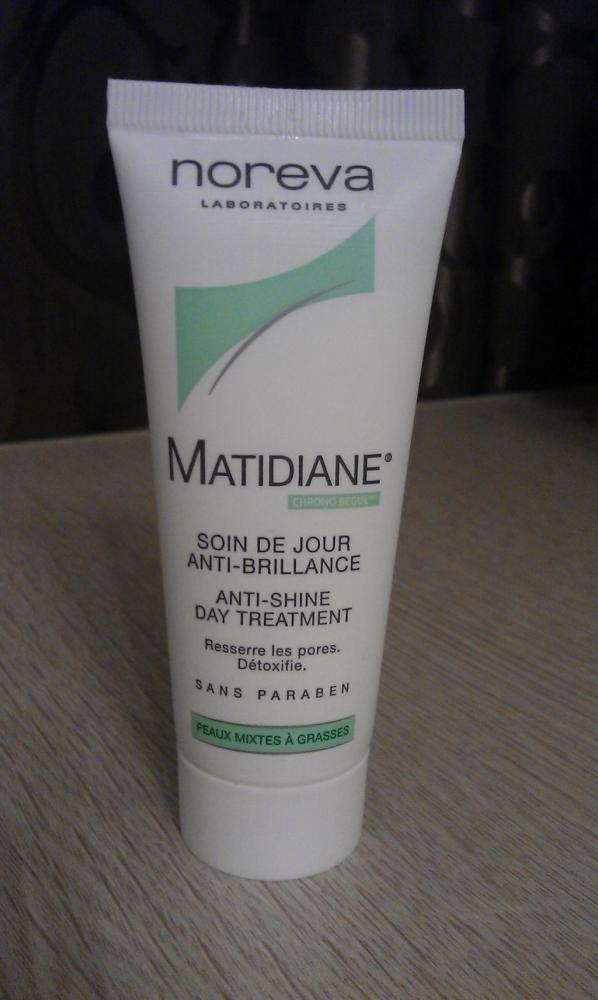 noreva
LABORATOIRES
MATIDIANE®
CHRONO REGUL
SOIN DE JOUR
ANTI-BRILLANCE
ANTI-SHINE
DAY TREATMENT
Resserre les pores.
Détoxifie.
SANS PARABEN
PEAUX MIXTES À GRASSES